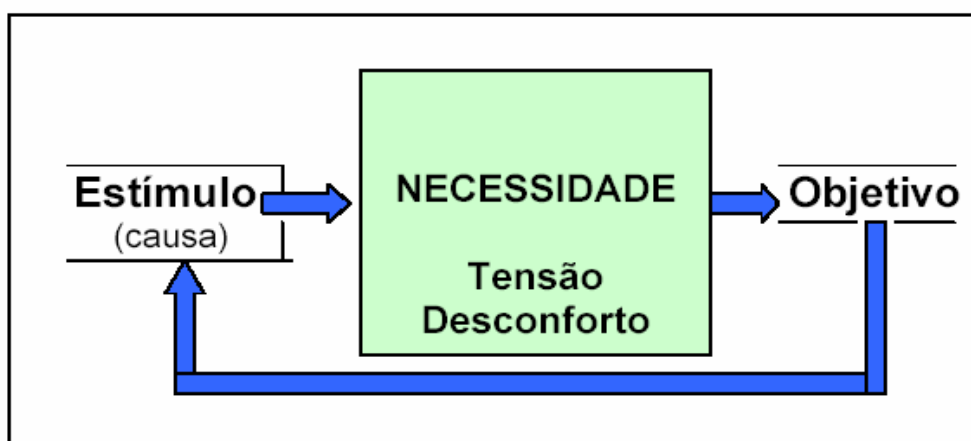 Estímulo
(causa)
NECESSIDADE
Tensão
Desconforto
Objetivo